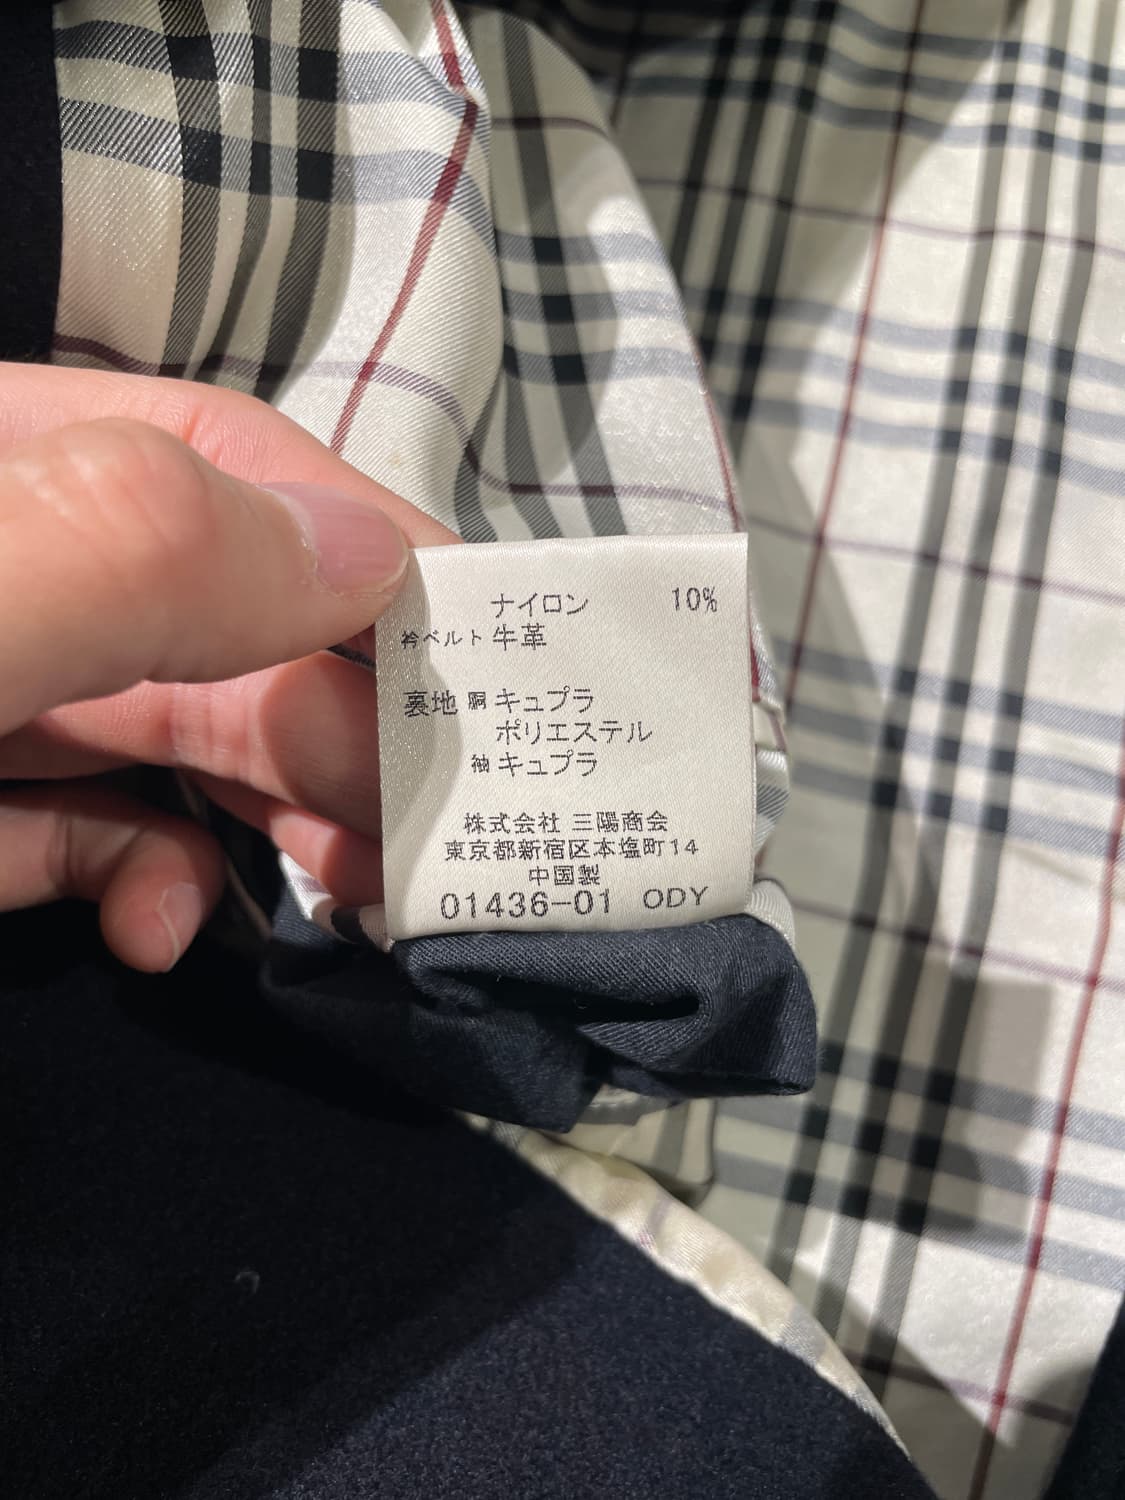 ナイロン 10%
衿ベルト 牛革
裏地 胴 キュプラ
ポリエステル
袖 キュプラ
株式会社 三陽商会
東京都新宿区本塩町14
中国製
01436-01 ODY